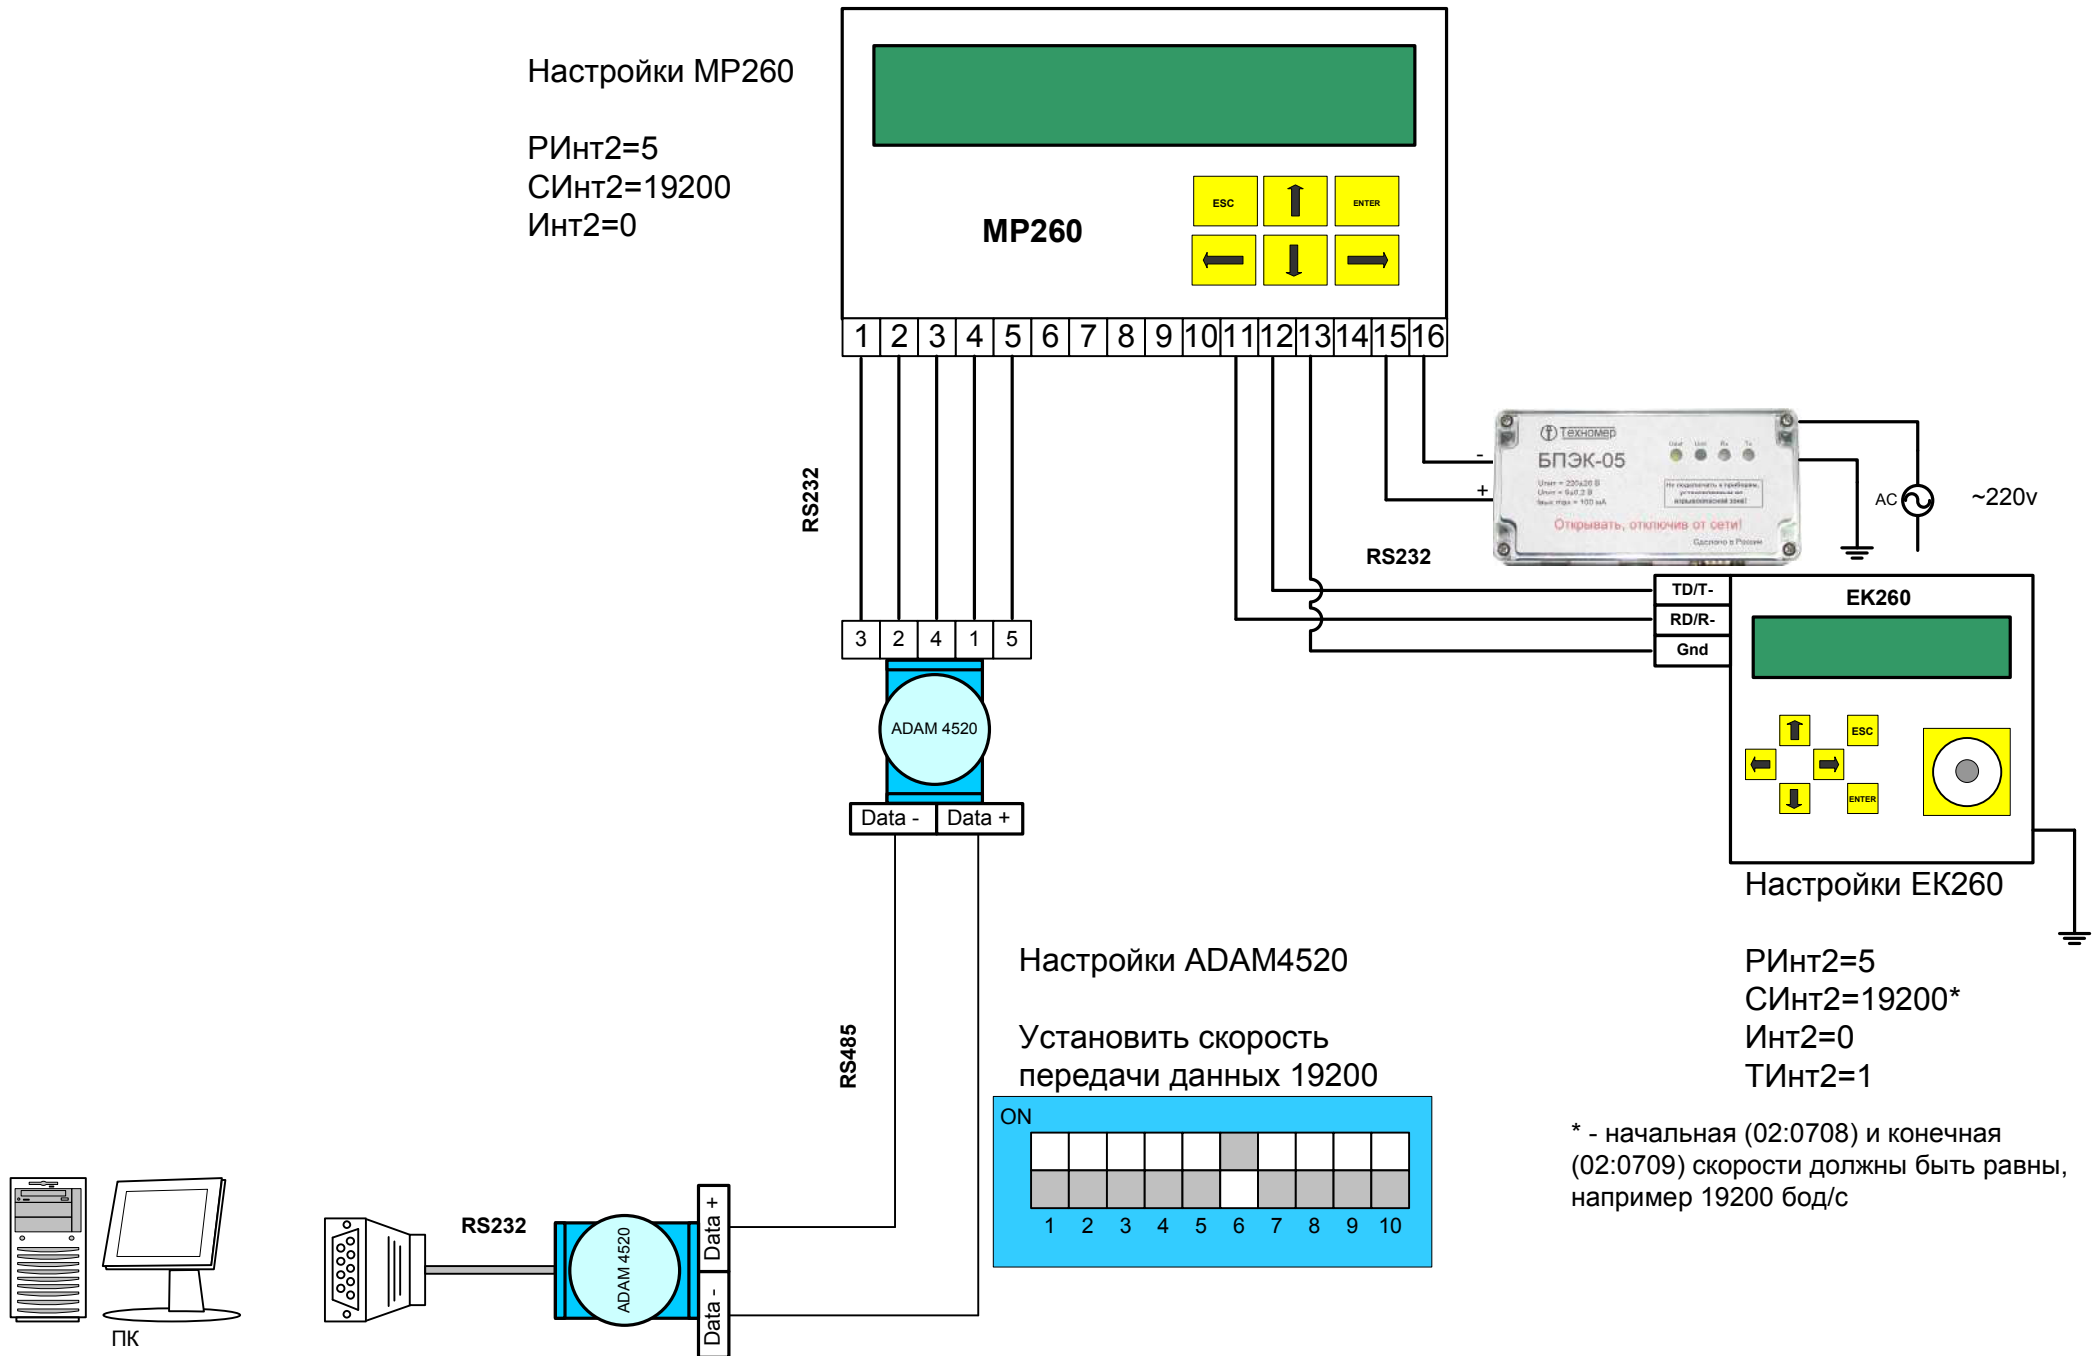 Настройки МР260
РИнт2=5
СИнт2=19200
Инт2=0
МР260
ESC
ENTER
1 2 3 4 5 6 7 8 9 10 11 12 13 14 15 16
RS232
Техномер
БПЭК-05
Открывать, отключив от сети!
Сделано в России
-
+
AC
~220v
RS232
TD/T-
RD/R-
Gnd
EK260
ESC
ENTER
3 2 4 1 5
ADAM 4520
Data -
Data +
Настройки ЕК260
РИнт2=5
СИнт2=19200*
Инт2=0
ТИнт2=1
* - начальная (02:0708) и конечная
(02:0709) скорости должны быть равны,
например 19200 бод/с
Настройки ADAM4520
Установить скорость
передачи данных 19200
ON
1 2 3 4 5 6 7 8 9 10
RS485
RS232
ADAM 4520
Data +
Data -
ПК